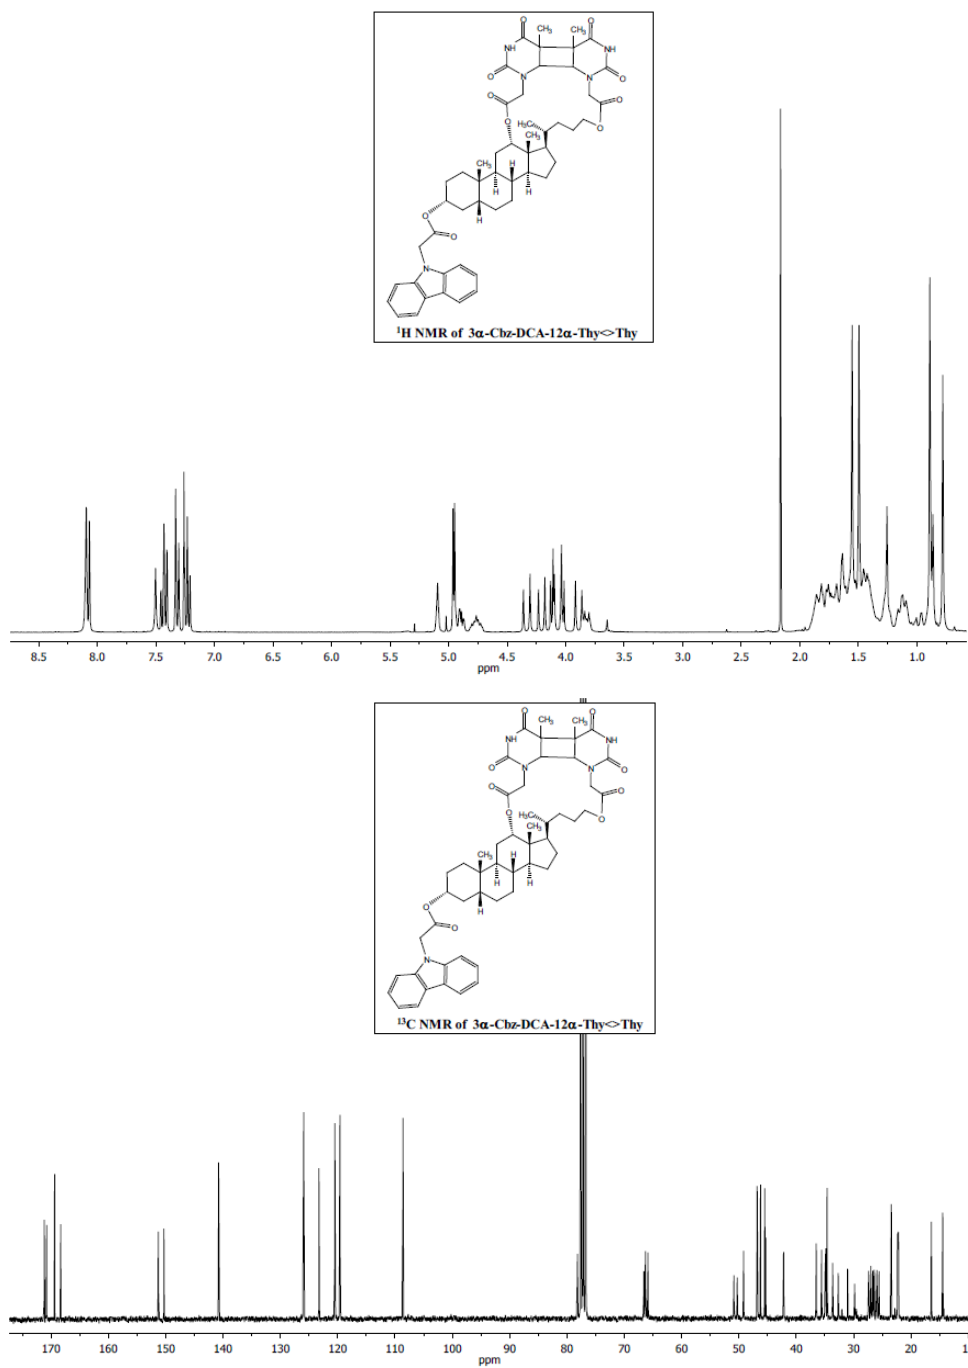 O CH₃ CH₃ O
HN NH
O N N O
O O
O H₃C O
CH₃
CH₃ H
H H
O H
O
N
¹H NMR of 3α-Cbz-DCA-12α-Thy<>Thy
8.5 8.0 7.5 7.0 6.5 6.0 5.5 5.0 4.5 4.0 3.5 3.0 2.5 2.0 1.5 1.0
ppm
O CH₃ CH₃ O
HN NH
O N N O
O O
O H₃C O
CH₃
CH₃ H
H H
O H
O
N
¹³C NMR of 3α-Cbz-DCA-12α-Thy<>Thy
170 160 150 140 130 120 110 100 90 80 70 60 50 40 30 20 1
ppm